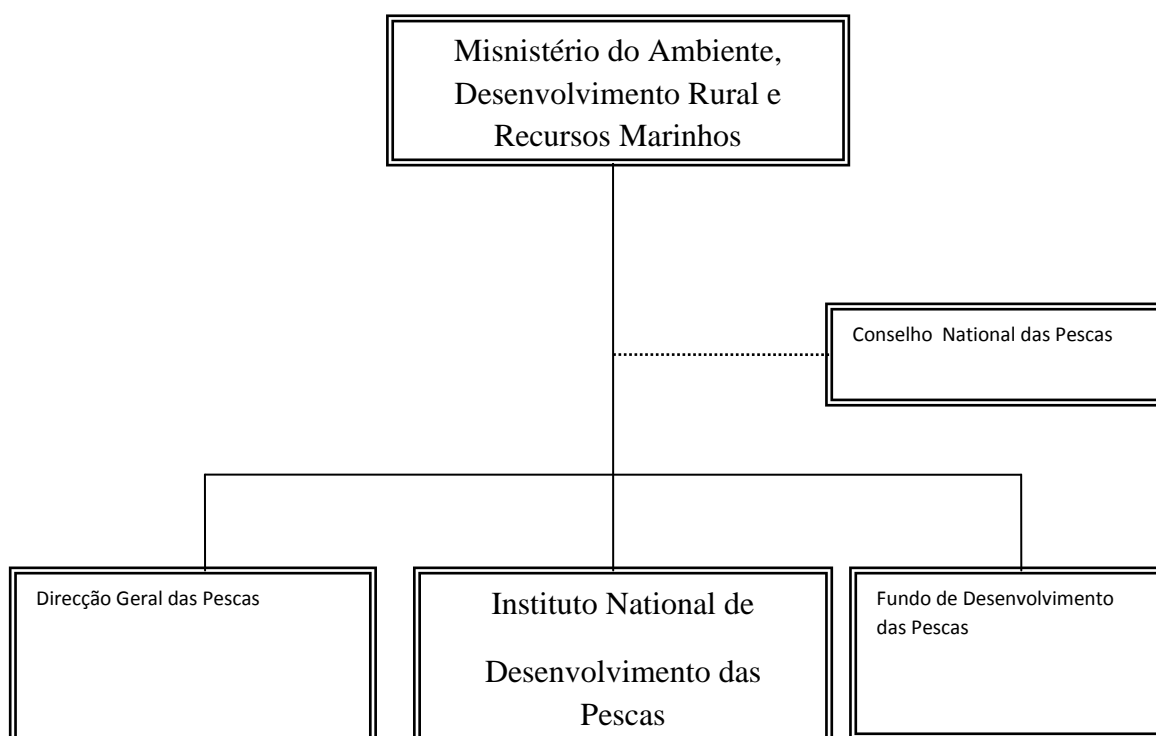 Misnistério do Ambiente,
Desenvolvimento Rural e
Recursos Marinhos
Conselho National das Pescas
Direcção Geral das Pescas
Instituto National de
Desenvolvimento das
Pescas
Fundo de Desenvolvimento
das Pescas